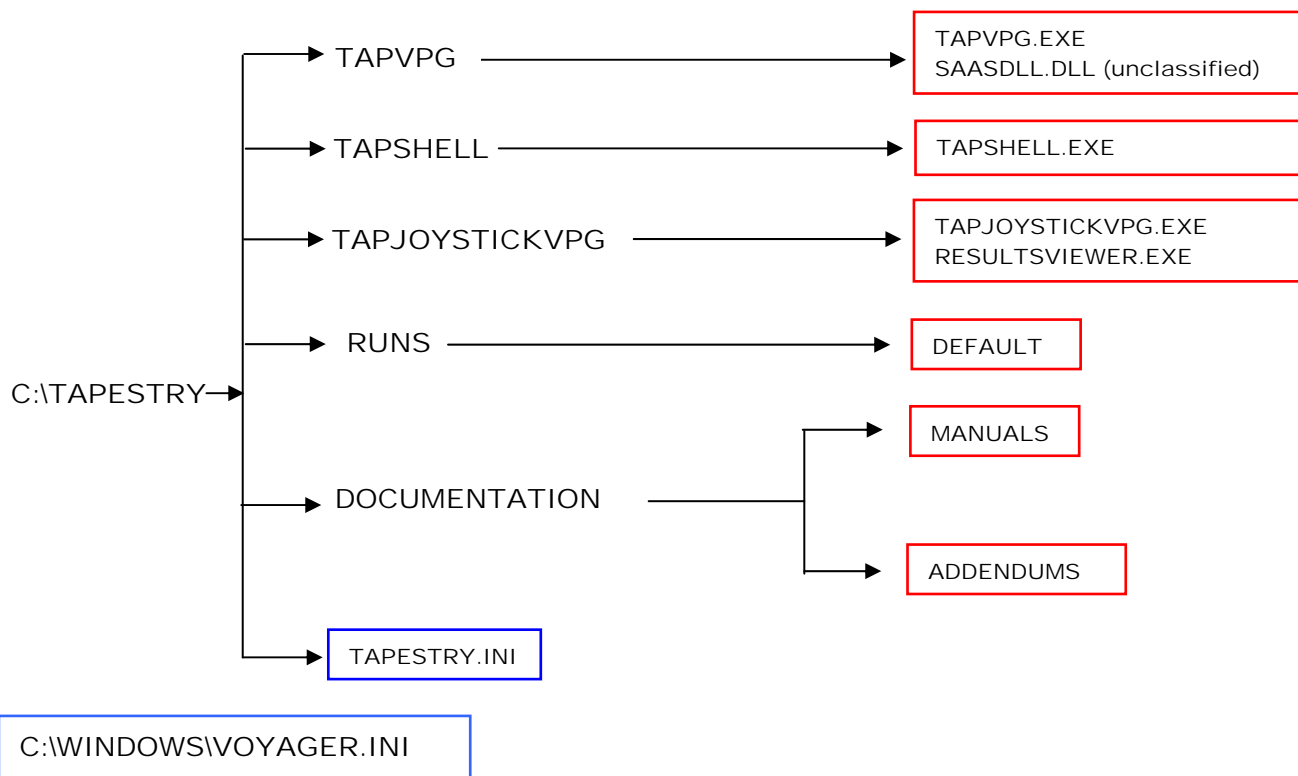 TAPVPG
TAPVPG.EXE
SAASDLL.DLL (unclassified)
TAPSHELL
TAPSHELL.EXE
TAPJOYSTICKVPG
TAPJOYSTICKVPG.EXE
RESULTSVIEWER.EXE
RUNS
DEFAULT
C:\TAPESTRY
MANUALS
DOCUMENTATION
ADDENDUMS
TAPESTRY.INI
C:\WINDOWS\VOYAGER.INI